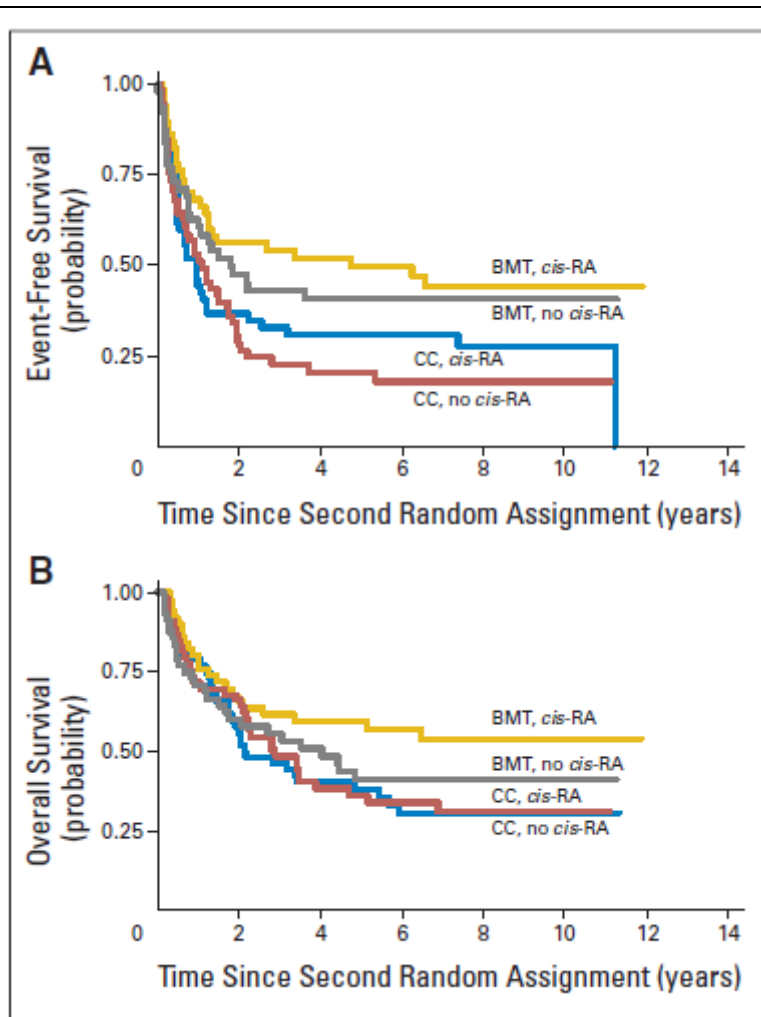 A
1.00
0.75
0.50
0.25
Event-Free Survival
(probability)
BMT, cis-RA
BMT, no cis-RA
CC, cis-RA
CC, no cis-RA
0 2 4 6 8 10 12 14
Time Since Second Random Assignment (years)
B
1.00
0.75
0.50
0.25
Overall Survival
(probability)
BMT, cis-RA
BMT, no cis-RA
CC, cis-RA
CC, no cis-RA
0 2 4 6 8 10 12 14
Time Since Second Random Assignment (years)